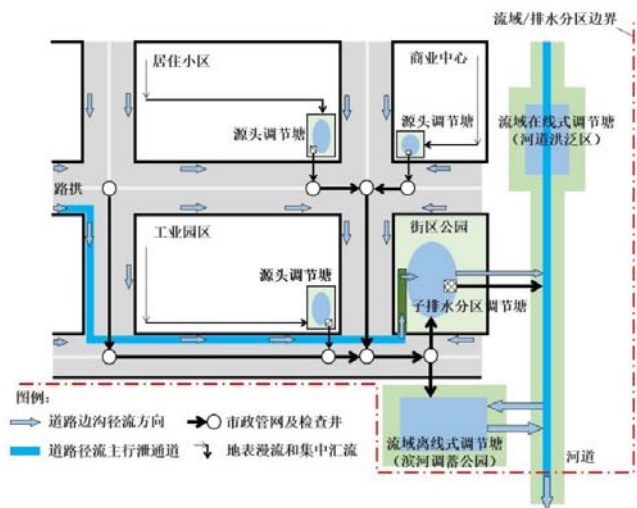 流域/排水分区边界
居住小区
商业中心
源头调节塘
源头调节塘
流域在线式调节塘
(河道洪泛区)
路拱
工业园区
街区公园
源头调节塘
子排水分区调节塘
图例:
道路边沟径流方向
市政管网及检查井
道路径流主行泄通道
地表漫流和集中汇流
流域离线式调节塘
(滨河调蓄公园)
河道